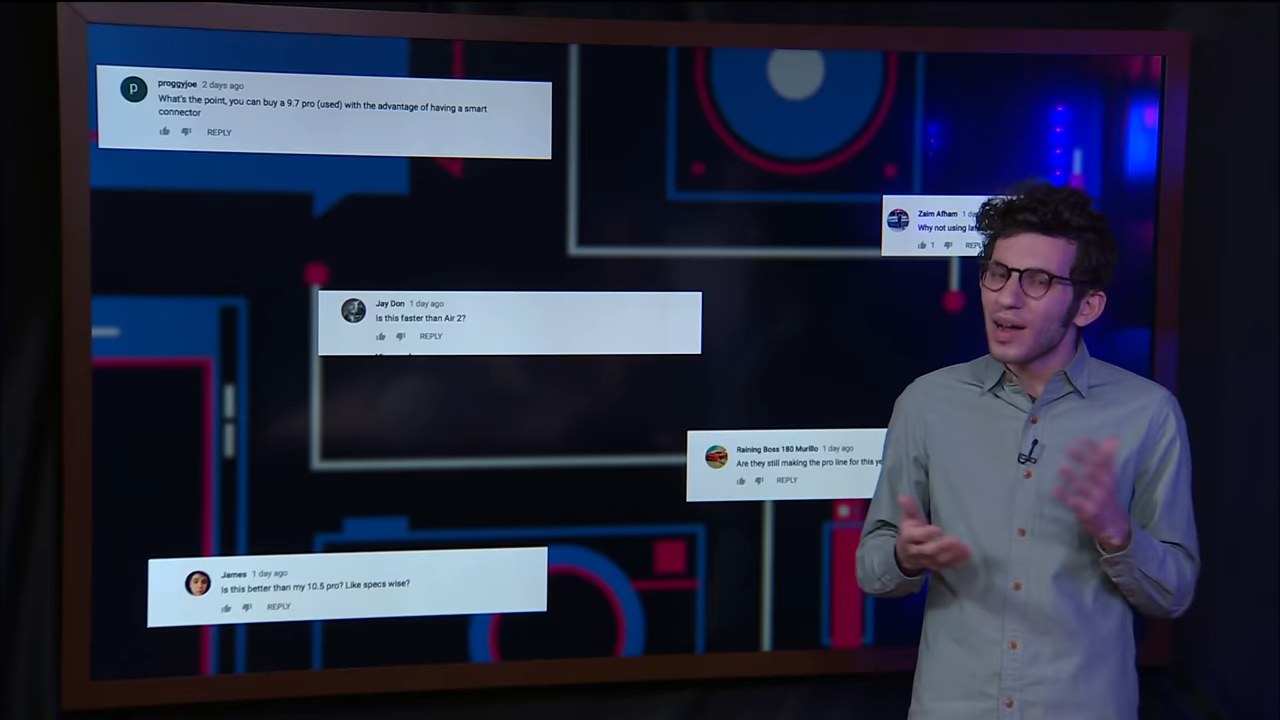 P
proggyjoe 2 days ago
What's the point, you can buy a 9.7 pro (used) with the advantage of having a smart
connector
REPLY
Zaim Afham 1
Why not using
1 REPL
Jay Don 1 day ago
Is this faster than Air 2?
REPLY
Raining Boss 180 Murillo 1 day ago
Are they still making the pro line for this
REPLY
James 1 day ago
Is this better than my 10.5 pro? Like specs wise?
REPLY